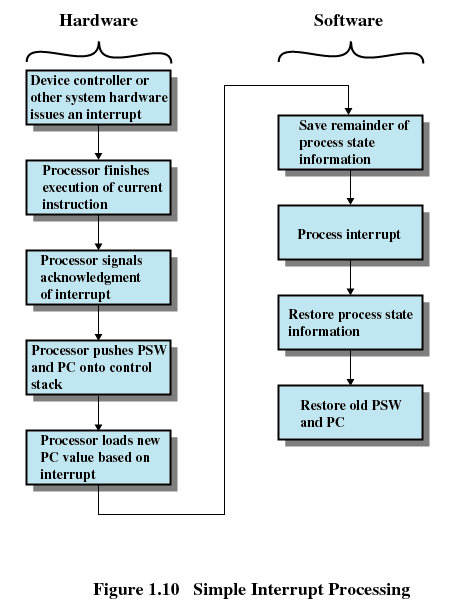 Hardware
Device controller or
other system hardware
issues an interrupt
Processor finishes
execution of current
instruction
Processor signals
acknowledgment
of interrupt
Processor pushes PSW
and PC onto control
stack
Processor loads new
PC value based on
interrupt
Software
Save remainder of
process state
information
Process interrupt
Restore process state
information
Restore old PSW
and PC
Figure 1.10 Simple Interrupt Processing